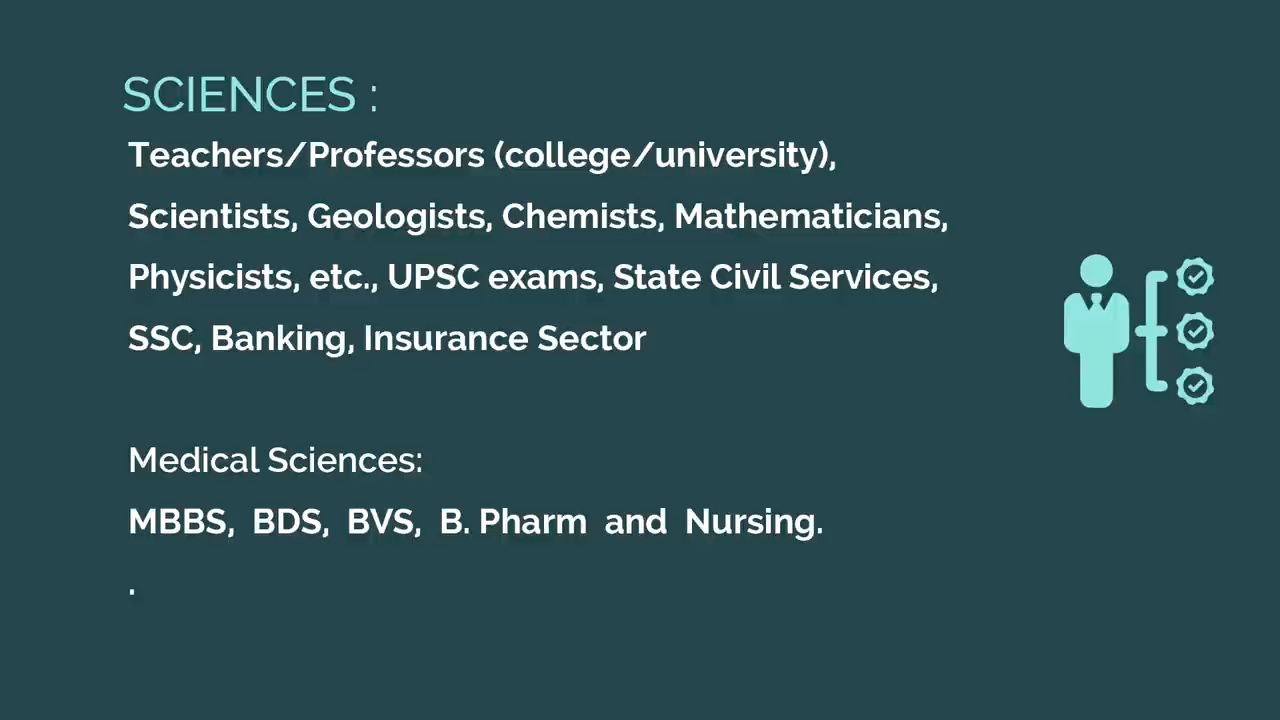 SCIENCES :
Teachers/Professors (college/university),
Scientists, Geologists, Chemists, Mathematicians,
Physicists, etc., UPSC exams, State Civil Services,
SSC, Banking, Insurance Sector
Medical Sciences:
MBBS, BDS, BVS, B. Pharm and Nursing.
.